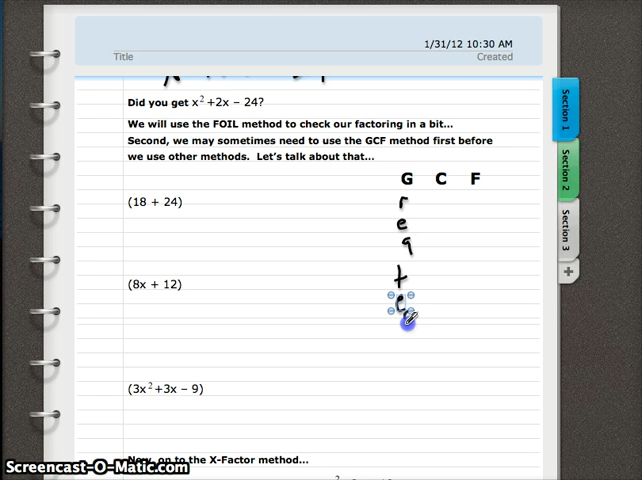 1/31/12 10:30 AM
Title
Created
Did you get x²+2x – 24?
We will use the FOIL method to check our factoring in a bit...
Second, we may sometimes need to use the GCF method first before
we use other methods. Let's talk about that...
G C F
r
e
a
t
e
(18 + 24)
(8x + 12)
(3x²+3x – 9)
Now, on to the X-Factor method...
Section 1
Section 2
Section 3
Screencast-O-Matic.com